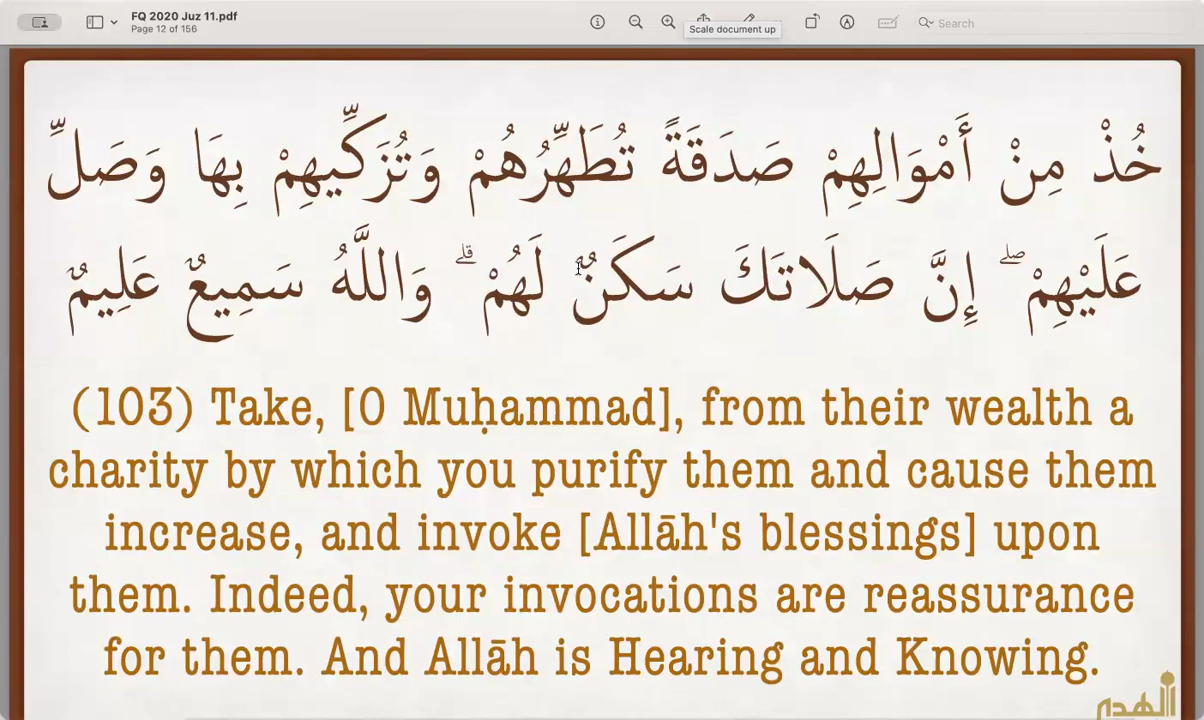 FQ 2020 Juz 11.pdf
Page 12 of 156
Search
Scale document up
خُذْ مِنْ أَمْوَالِهِمْ صَدَقَةً تُطَهِّرُهُمْ وَتُزَكِّيهِمْ بِهَا وَصَلِّ
عَلَيْهِمْ ۖ إِنَّ صَلَاتَكَ سَكَنٌ لَهُمْ ۗ وَاللَّهُ سَمِيعٌ عَلِيمٌ
(103) Take, [O Muḥammad], from their wealth a
charity by which you purify them and cause them
increase, and invoke [Allāh's blessings] upon
them. Indeed, your invocations are reassurance
for them. And Allāh is Hearing and Knowing.
الهدى